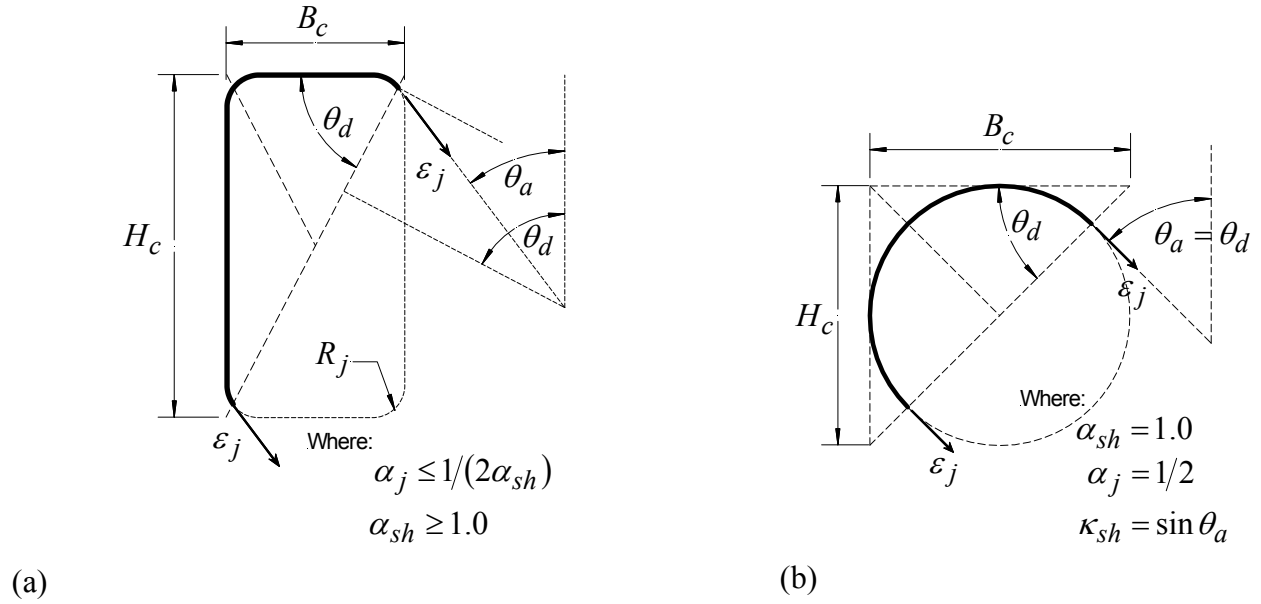 B_c
θ_d
ε_j
θ_a
θ_d
H_c
R_j
ε_j
Where:
α_j ≤ 1/(2α_sh)
α_sh ≥ 1.0
(a)
B_c
θ_d
θ_a = θ_d
ε_j
H_c
Where:
α_sh = 1.0
ε_j
α_j = 1/2
κ_sh = sin θ_a
(b)